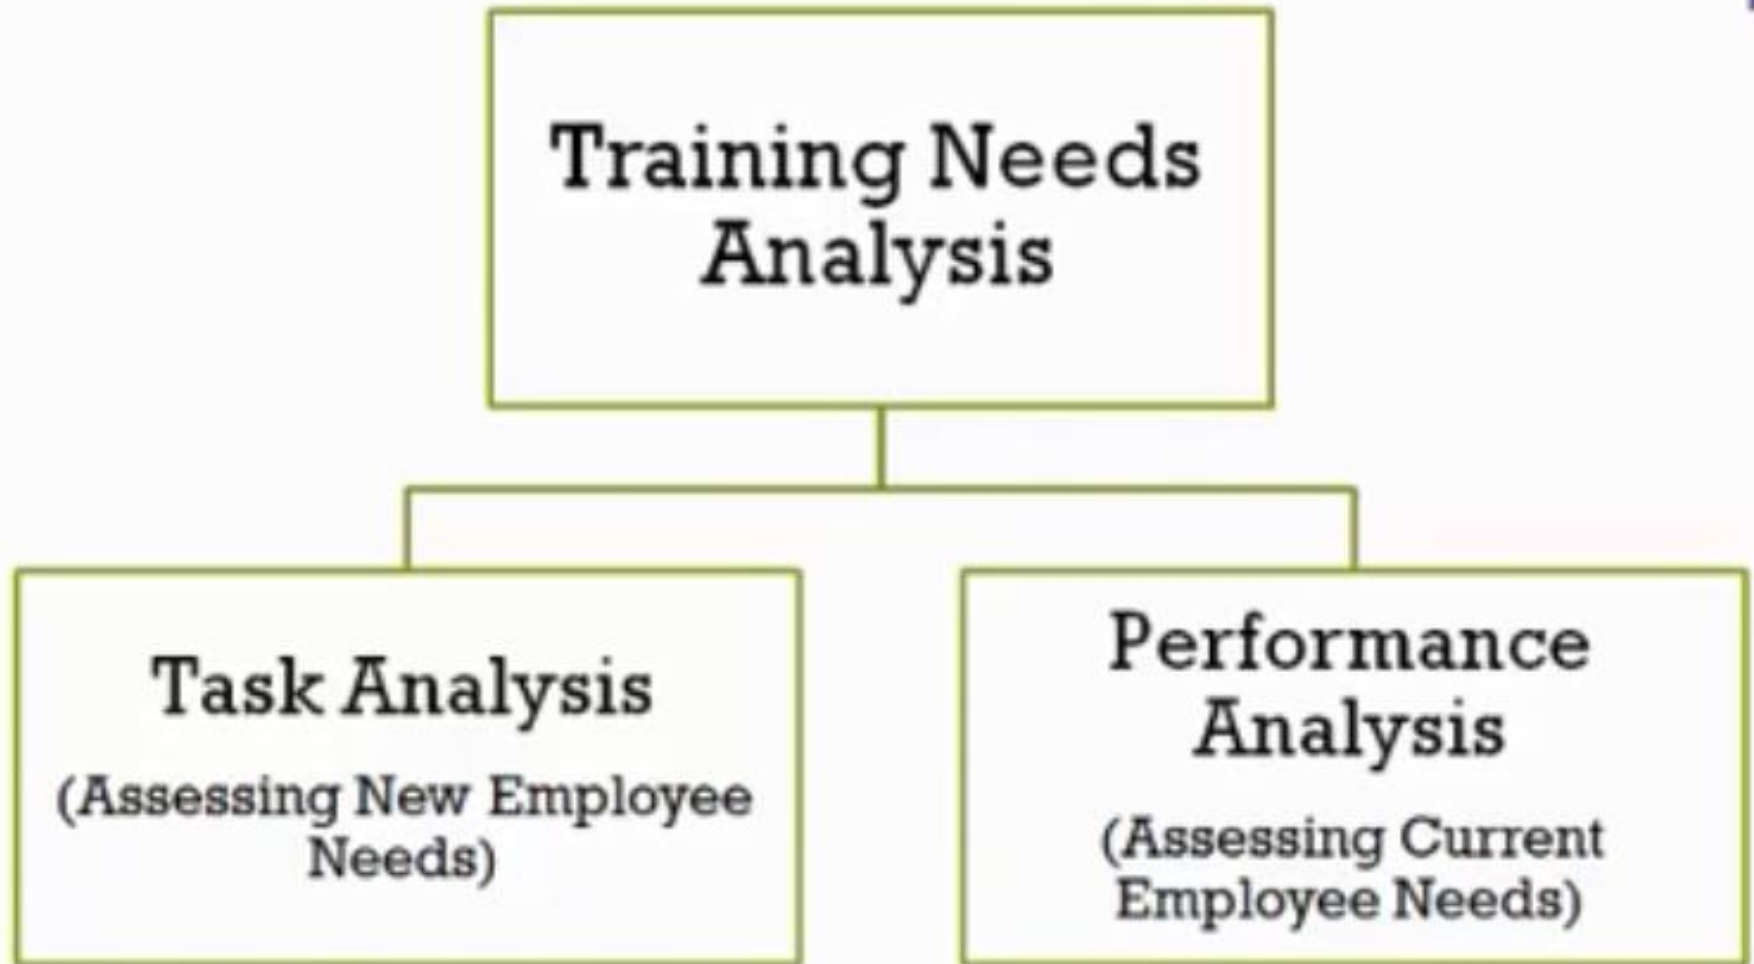 Training Needs
Analysis
Task Analysis
(Assessing New Employee
Needs)
Performance
Analysis
(Assessing Current
Employee Needs)